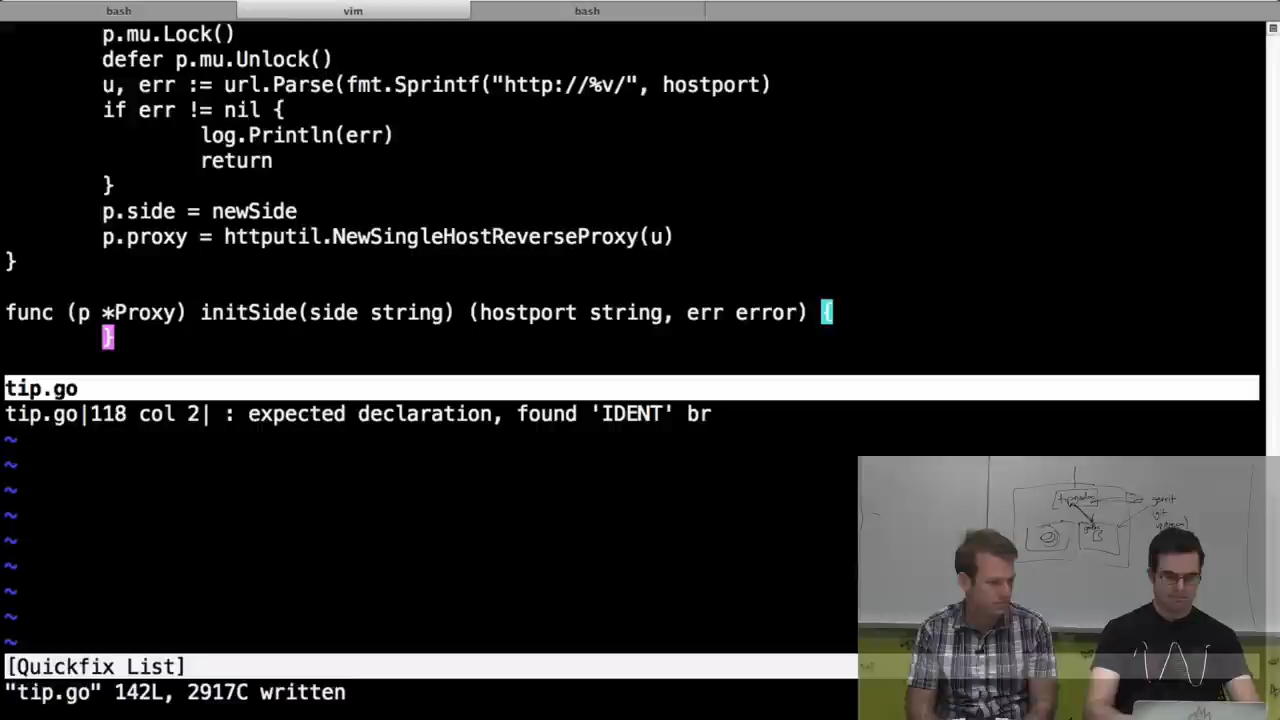 bash
vim
bash
p.mu.Lock()
defer p.mu.Unlock()
u, err := url.Parse(fmt.Sprintf("http://%v/", hostport)
if err != nil {
log.Println(err)
return
}
p.side = newSide
p.proxy = httputil.NewSingleHostReverseProxy(u)
}
func (p *Proxy) initSide(side string) (hostport string, err error) {
}
tip.go
tip.go|118 col 2| : expected declaration, found 'IDENT' br
~
~
~
~
~
~
~
~
~
[Quickfix List]
"tip.go" 142L, 2917C written